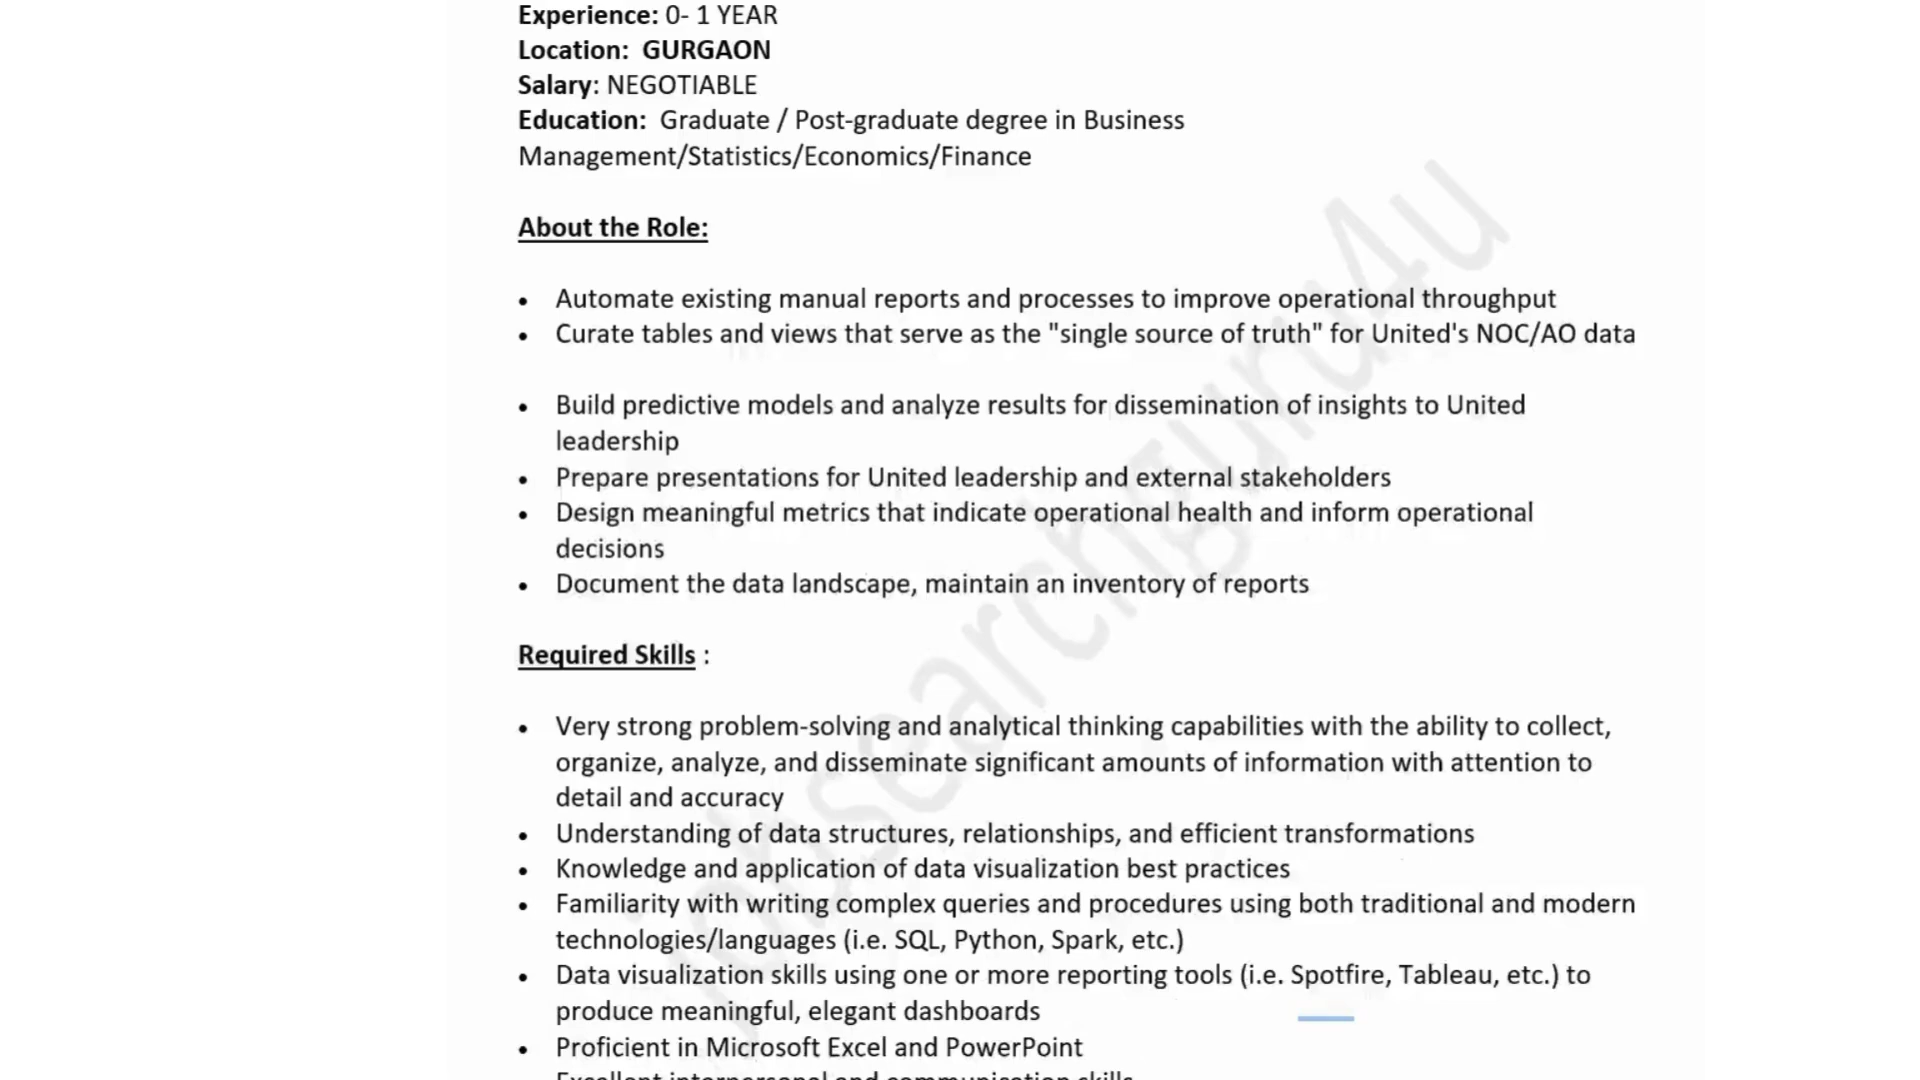 Experience: 0- 1 YEAR
Location: GURGAON
Salary: NEGOTIABLE
Education: Graduate / Post-graduate degree in Business
Management/Statistics/Economics/Finance
About the Role:
• Automate existing manual reports and processes to improve operational throughput
• Curate tables and views that serve as the "single source of truth" for United's NOC/AO data
• Build predictive models and analyze results for dissemination of insights to United
leadership
• Prepare presentations for United leadership and external stakeholders
• Design meaningful metrics that indicate operational health and inform operational
decisions
• Document the data landscape, maintain an inventory of reports
Required Skills :
• Very strong problem-solving and analytical thinking capabilities with the ability to collect,
organize, analyze, and disseminate significant amounts of information with attention to
detail and accuracy
• Understanding of data structures, relationships, and efficient transformations
• Knowledge and application of data visualization best practices
• Familiarity with writing complex queries and procedures using both traditional and modern
technologies/languages (i.e. SQL, Python, Spark, etc.)
• Data visualization skills using one or more reporting tools (i.e. Spotfire, Tableau, etc.) to
produce meaningful, elegant dashboards
• Proficient in Microsoft Excel and PowerPoint
Excellent interpersonal and communication skills
jobsearchguru4u